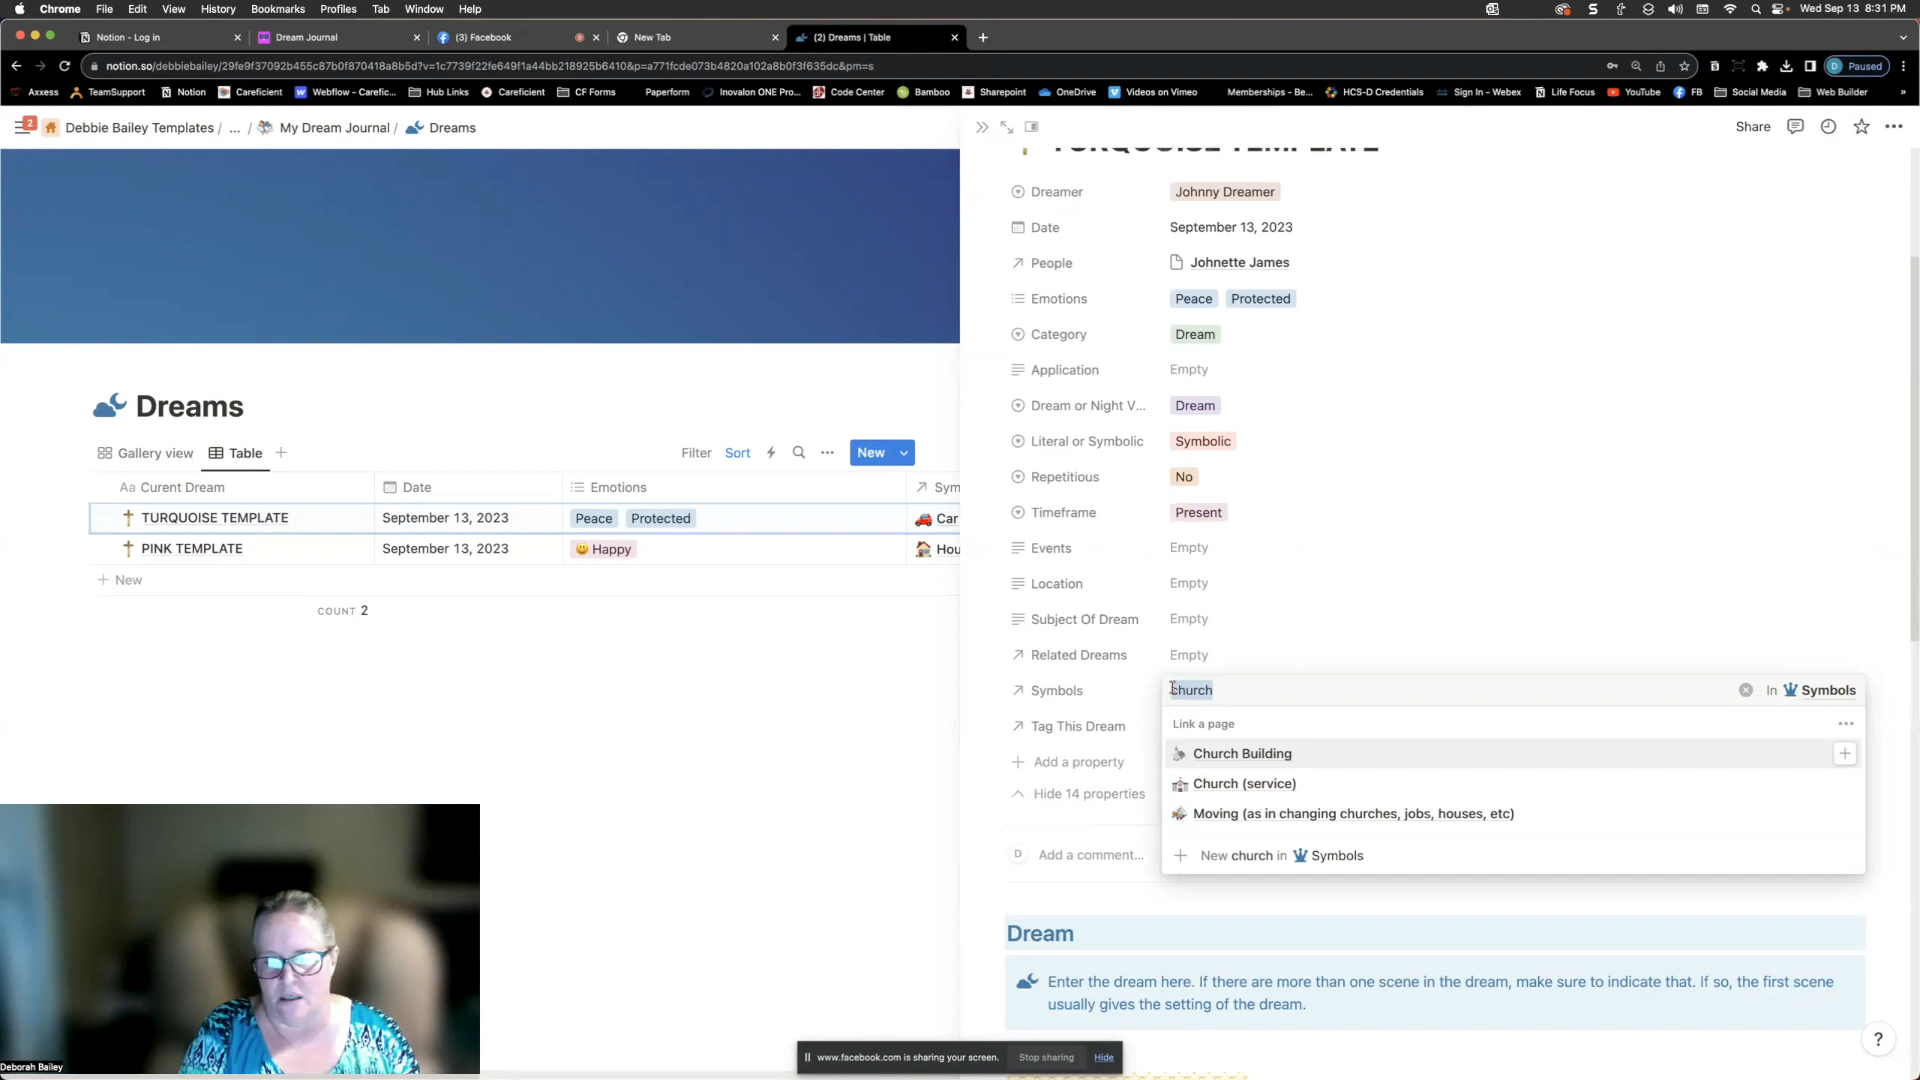 Chrome File Edit View History Bookmarks Profiles Tab Window Help Wed Sep 13 8:31 PM
Notion - Log in Dream Journal (3) Facebook New Tab (2) Dreams | Table
notion.so/debbiebailey/29fe9f37092b455c87b0f870418a8b5d?v=1c7739f22fe649f1a44bb218925b6410&p=a771fcde073b4820a102a8b0f3f635dc&pm=s D Paused
Axxess TeamSupport Notion Careficient Webflow - Carefic... Hub Links Careficient CF Forms Paperform Inovalon ONE Pro... Code Center Bamboo Sharepoint OneDrive Videos on Vimeo Memberships - Be... HCS-D Credentials Sign In - Webex Life Focus YouTube FB Social Media Web Builder »
2 Debbie Bailey Templates / ... / My Dream Journal / Dreams
Share
TURQUOISE TEMPLATE
Dreamer Johnny Dreamer
Date September 13, 2023
People Johnette James
Emotions Peace Protected
Category Dream
Application Empty
Dream or Night V... Dream
Literal or Symbolic Symbolic
Repetitious No
Timeframe Present
Events Empty
Location Empty
Subject Of Dream Empty
Related Dreams Empty
Symbols church In Symbols
Link a page
Tag This Dream
Church Building
Add a property
Church (service)
Hide 14 properties
Moving (as in changing churches, jobs, houses, etc)
D Add a comment...
New church in Symbols
Dream
Enter the dream here. If there are more than one scene in the dream, make sure to indicate that. If so, the first scene
usually gives the setting of the dream.
Dreams
Gallery view Table Filter Sort New
Aa Curent Dream Date Emotions Sym
TURQUOISE TEMPLATE September 13, 2023 Peace Protected Car
PINK TEMPLATE September 13, 2023 Happy Hou
New
COUNT 2
Deborah Bailey
www.facebook.com is sharing your screen. Stop sharing Hide
?